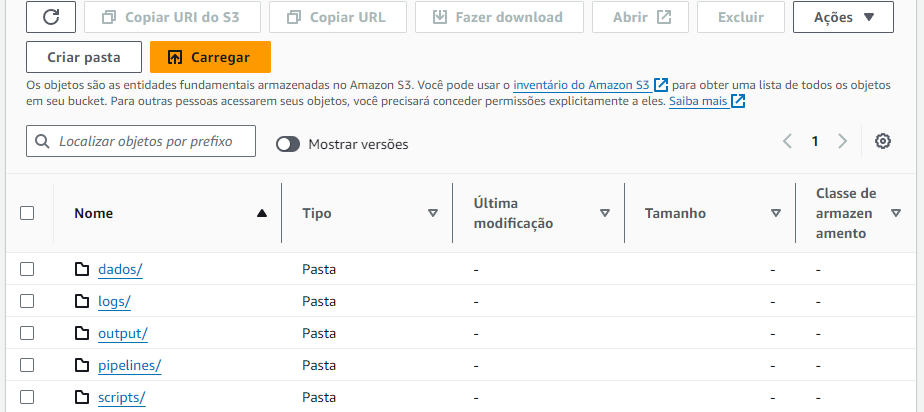 Copiar URI do S3 Copiar URL Fazer download Abrir Excluir Ações
Criar pasta Carregar
Os objetos são as entidades fundamentais armazenadas no Amazon S3. Você pode usar o inventário do Amazon S3 para obter uma lista de todos os objetos
em seu bucket. Para outras pessoas acessarem seus objetos, você precisará conceder permissões explicitamente a eles. Saiba mais
Localizar objetos por prefixo Mostrar versões 1
Nome Tipo Última modificação Tamanho Classe de armazen amento
dados/ Pasta - - -
logs/ Pasta - - -
output/ Pasta - - -
pipelines/ Pasta - - -
scripts/ Pasta - - -